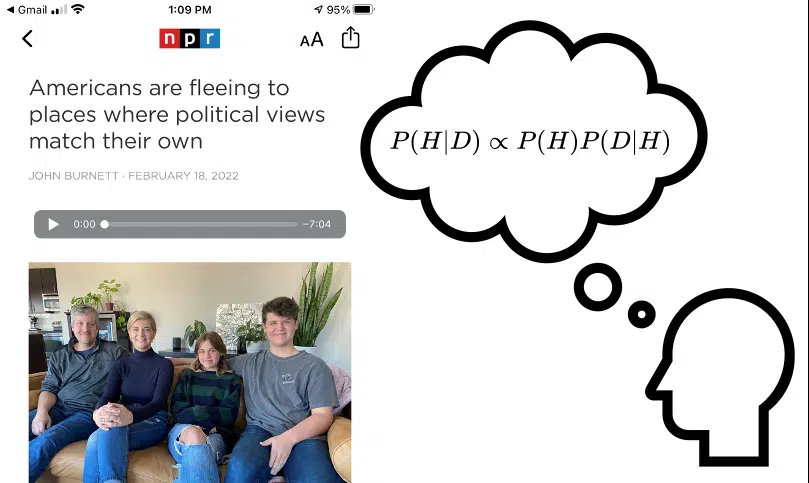 Gmail 1:09 PM 95%
npr AA
Americans are fleeing to
places where political views
match their own
JOHN BURNETT · FEBRUARY 18, 2022
0:00 −7:04
P(H|D) ∝ P(H)P(D|H)